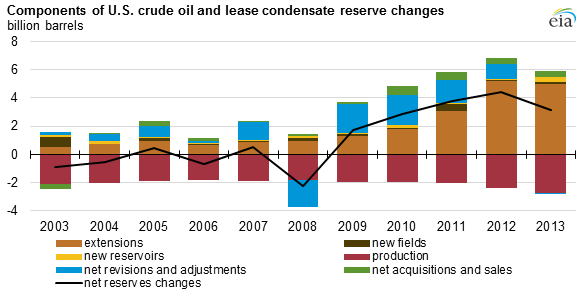 Components of U.S. crude oil and lease condensate reserve changes
billion barrels
eia
8
6
4
2
0
-2
-4
2003 2004 2005 2006 2007 2008 2009 2010 2011 2012 2013
extensions new fields
new reservoirs production
net revisions and adjustments net acquisitions and sales
net reserves changes